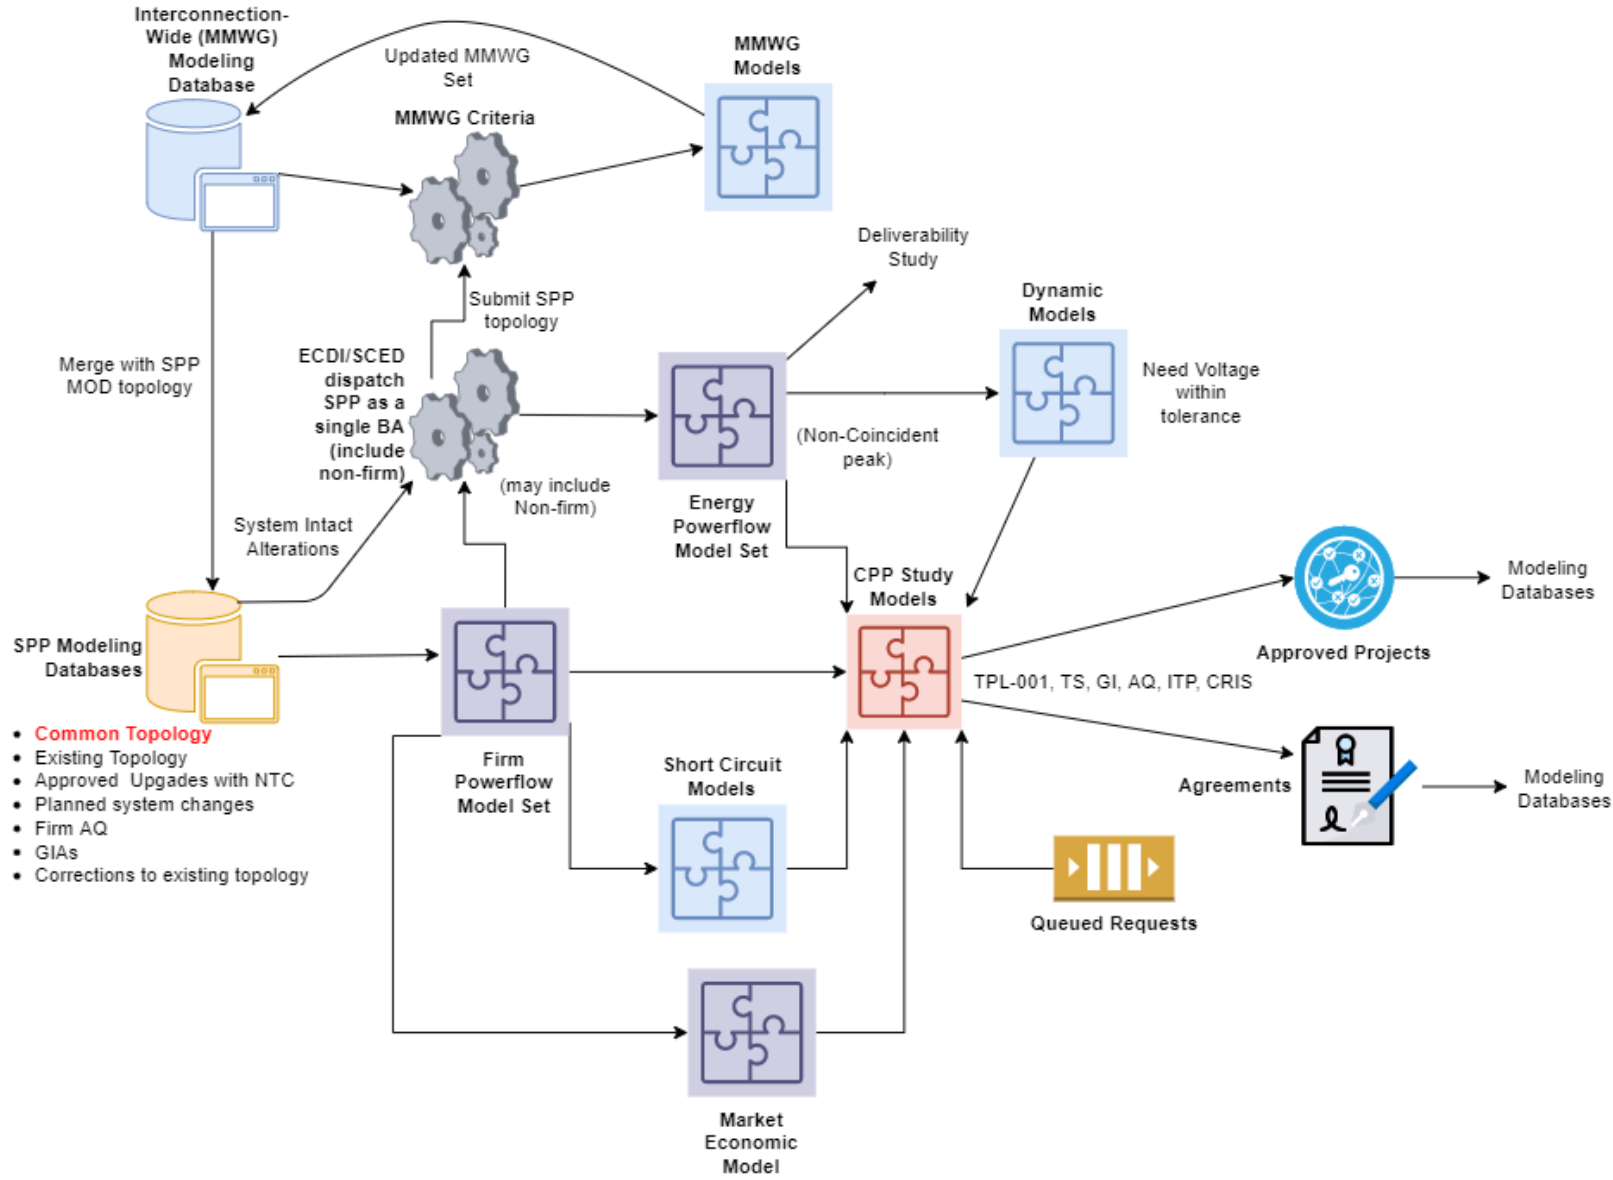 Interconnection-
Wide (MMWG)
Modeling
Database
Updated MMWG
Set
MMWG
Models
MMWG Criteria
Deliverability
Study
Submit SPP
topology
Dynamic
Models
Merge with SPP
MOD topology
ECDI/SCED
dispatch
SPP as a
single BA
(include
non-firm)
Need Voltage
within
tolerance
(Non-Coincident
peak)
(may include
Non-firm)
System Intact
Alterations
Energy
Powerflow
Model Set
CPP Study
Models
Modeling
Databases
SPP Modeling
Databases
Approved Projects
TPL-001, TS, GI, AQ, ITP, CRIS
• Common Topology
• Existing Topology
• Approved Upgades with NTC
• Planned system changes
• Firm AQ
• GIAs
• Corrections to existing topology
Firm
Powerflow
Model Set
Short Circuit
Models
Agreements
Modeling
Databases
Queued Requests
Market
Economic
Model